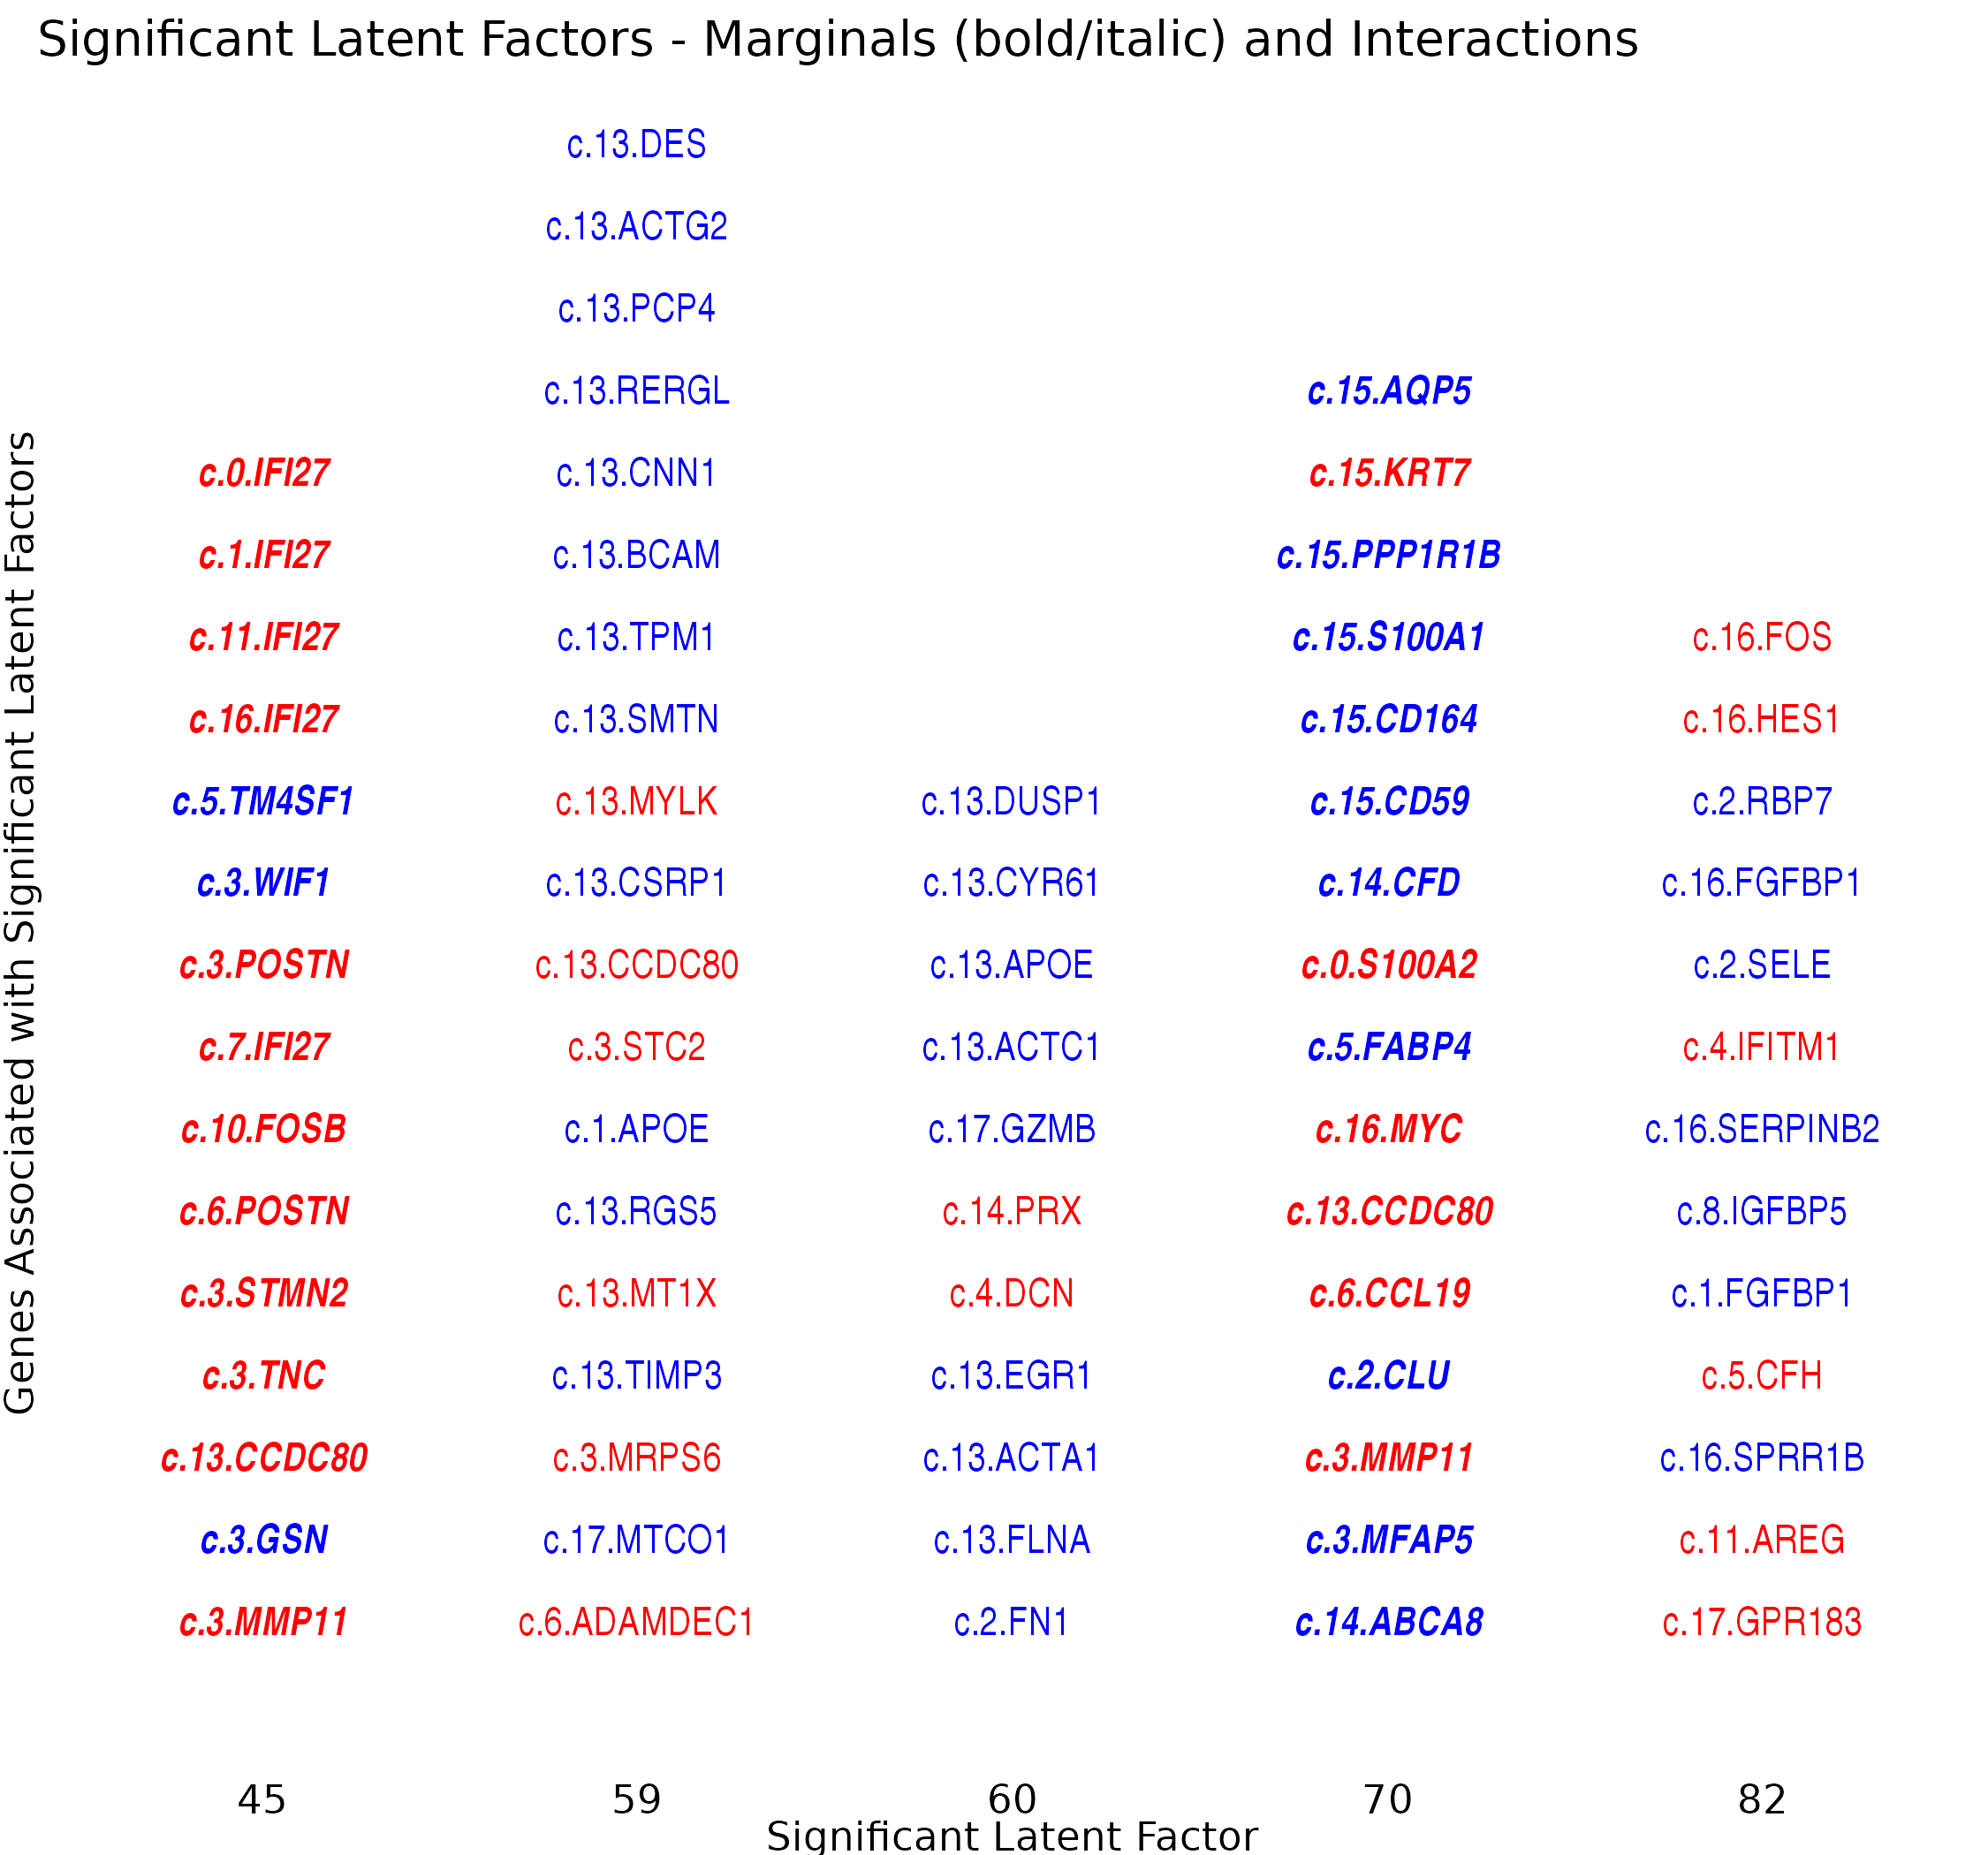 Significant Latent Factors - Marginals (bold/italic) and Interactions
Genes Associated with Significant Latent Factors
c.13.DES
c.13.ACTG2
c.13.PCP4
c.13.RERGL c.15.AQP5
c.0.IFI27 c.13.CNN1 c.15.KRT7
c.1.IFI27 c.13.BCAM c.15.PPP1R1B
c.11.IFI27 c.13.TPM1 c.15.S100A1 c.16.FOS
c.16.IFI27 c.13.SMTN c.15.CD164 c.16.HES1
c.5.TM4SF1 c.13.MYLK c.13.DUSP1 c.15.CD59 c.2.RBP7
c.3.WIF1 c.13.CSRP1 c.13.CYR61 c.14.CFD c.16.FGFBP1
c.3.POSTN c.13.CCDC80 c.13.APOE c.0.S100A2 c.2.SELE
c.7.IFI27 c.3.STC2 c.13.ACTC1 c.5.FABP4 c.4.IFITM1
c.10.FOSB c.1.APOE c.17.GZMB c.16.MYC c.16.SERPINB2
c.6.POSTN c.13.RGS5 c.14.PRX c.13.CCDC80 c.8.IGFBP5
c.3.STMN2 c.13.MT1X c.4.DCN c.6.CCL19 c.1.FGFBP1
c.3.TNC c.13.TIMP3 c.13.EGR1 c.2.CLU c.5.CFH
c.13.CCDC80 c.3.MRPS6 c.13.ACTA1 c.3.MMP11 c.16.SPRR1B
c.3.GSN c.17.MTCO1 c.13.FLNA c.3.MFAP5 c.11.AREG
c.3.MMP11 c.6.ADAMDEC1 c.2.FN1 c.14.ABCA8 c.17.GPR183
45 59 60 70 82
Significant Latent Factor